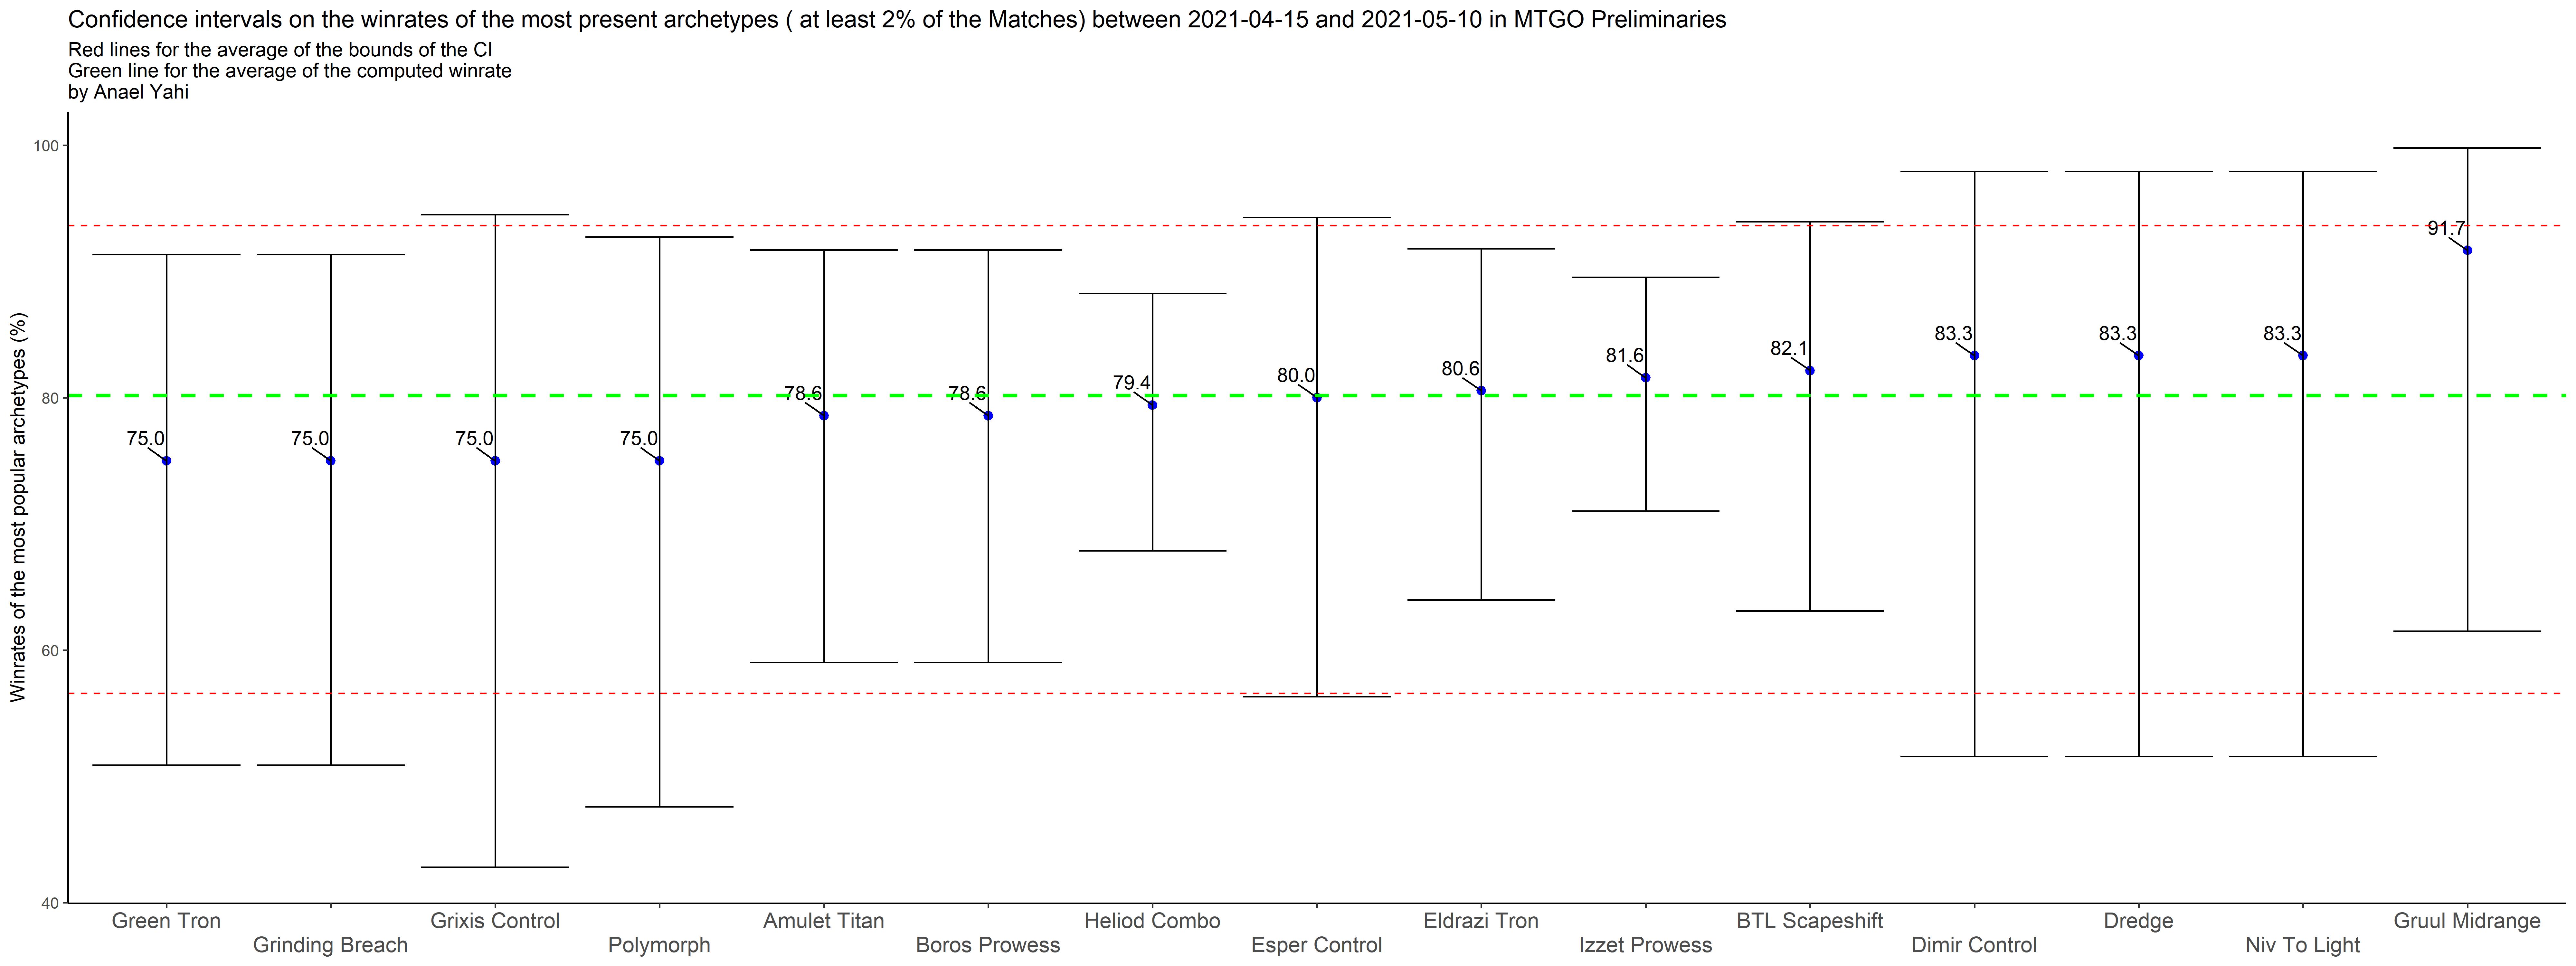 Confidence intervals on the winrates of the most present archetypes ( at least 2% of the Matches) between 2021-04-15 and 2021-05-10 in MTGO Preliminaries
Red lines for the average of the bounds of the CI
Green line for the average of the computed winrate
by Anael Yahi
Winrates of the most popular archetypes (%)
100
80
60
40
75.0
75.0
75.0
75.0
78.6
78.6
79.4
80.0
80.6
81.6
82.1
83.3
83.3
83.3
91.7
Green Tron
Grinding Breach
Grixis Control
Polymorph
Amulet Titan
Boros Prowess
Heliod Combo
Esper Control
Eldrazi Tron
Izzet Prowess
BTL Scapeshift
Dimir Control
Dredge
Niv To Light
Gruul Midrange